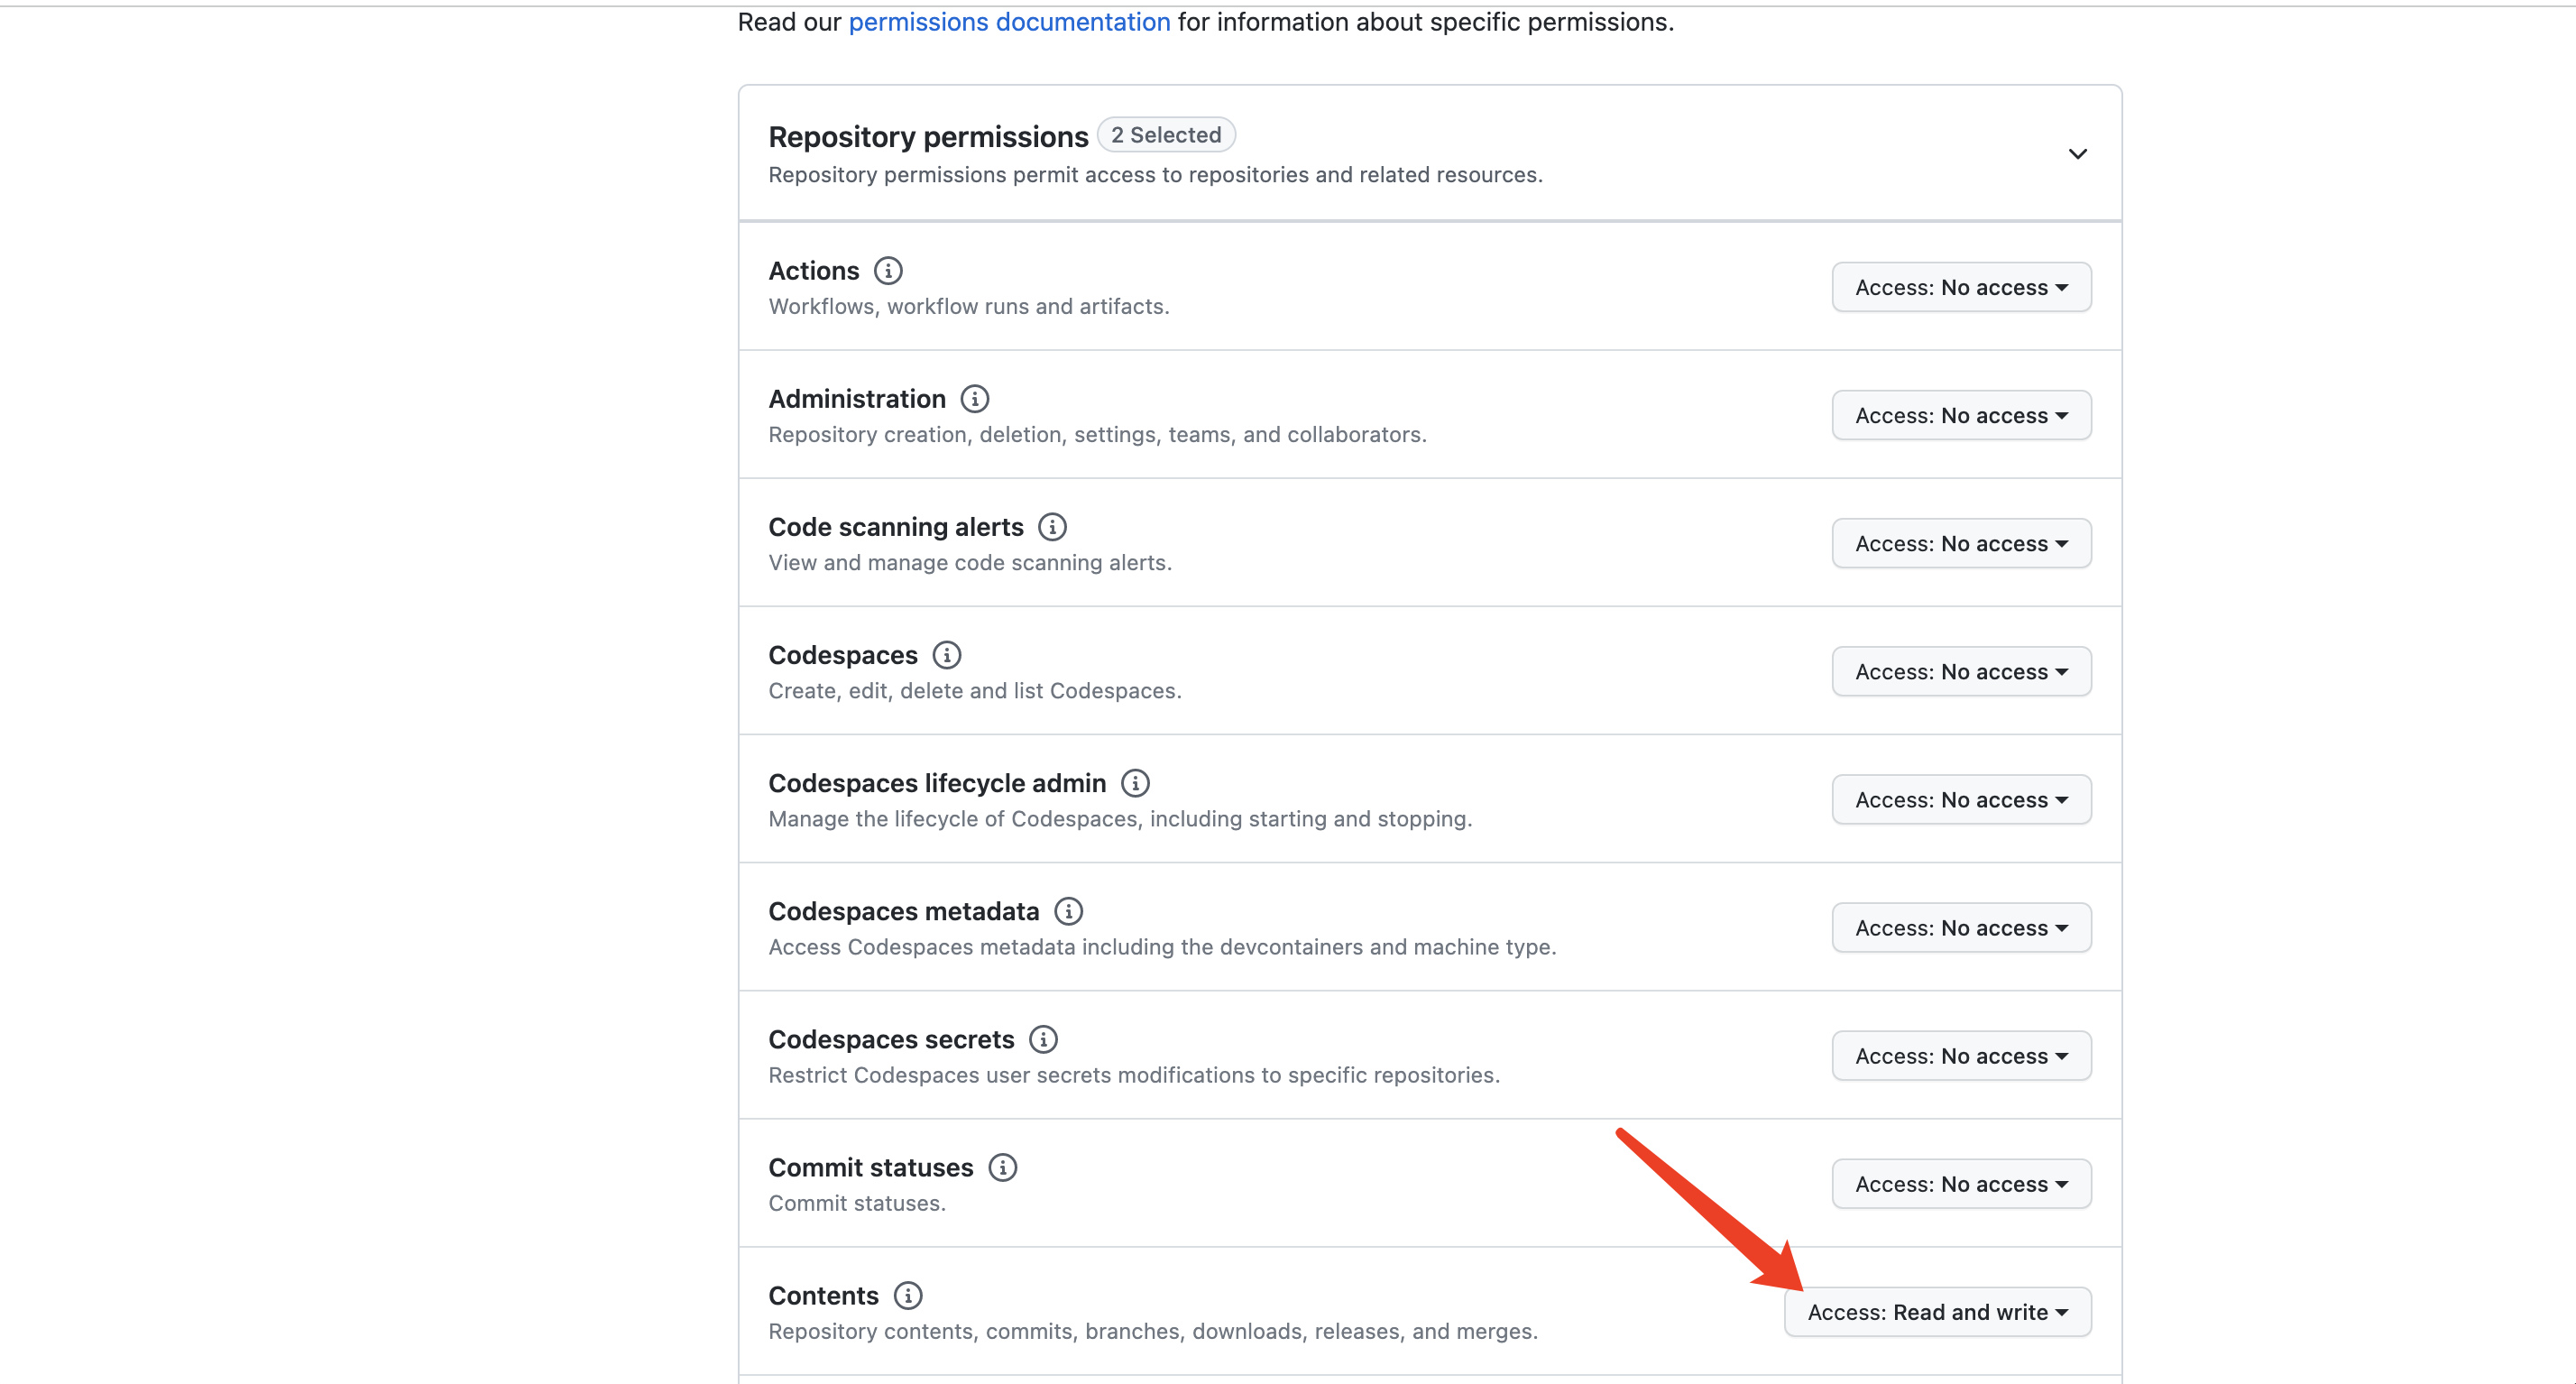 Read our permissions documentation for information about specific permissions.
Repository permissions 2 Selected
Repository permissions permit access to repositories and related resources.
Actions
Access: No access
Workflows, workflow runs and artifacts.
Administration
Access: No access
Repository creation, deletion, settings, teams, and collaborators.
Code scanning alerts
Access: No access
View and manage code scanning alerts.
Codespaces
Access: No access
Create, edit, delete and list Codespaces.
Codespaces lifecycle admin
Access: No access
Manage the lifecycle of Codespaces, including starting and stopping.
Codespaces metadata
Access: No access
Access Codespaces metadata including the devcontainers and machine type.
Codespaces secrets
Access: No access
Restrict Codespaces user secrets modifications to specific repositories.
Commit statuses
Access: No access
Commit statuses.
Contents
Access: Read and write
Repository contents, commits, branches, downloads, releases, and merges.